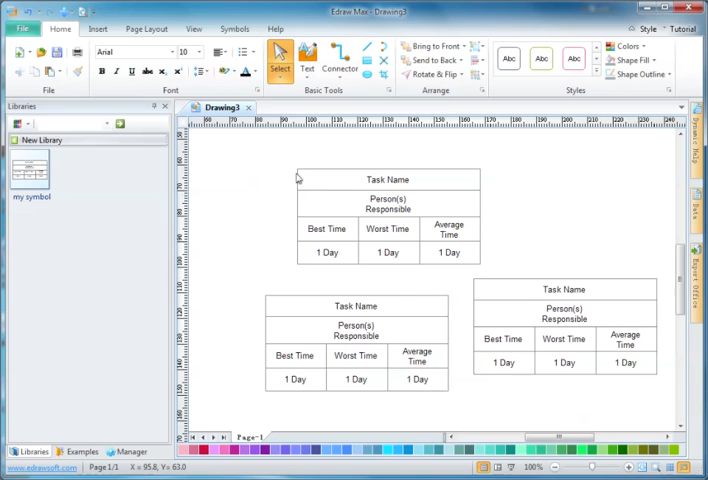 Edraw Max - Drawing3
File
Home
Insert
Page Layout
View
Symbols
Help
Style
Tutorial
Arial
10
File
Font
Select
Text
Connector
Basic Tools
Bring to Front
Send to Back
Rotate & Flip
Arrange
Abc
Abc
Abc
Styles
Colors
Shape Fill
Shape Outline
Libraries
Drawing3
New Library
my symbol
Task Name
Person(s)
Responsible
Best Time
Worst Time
Average
Time
1 Day
1 Day
1 Day
Task Name
Person(s)
Responsible
Best Time
Worst Time
Average
Time
1 Day
1 Day
1 Day
Task Name
Person(s)
Responsible
Best Time
Worst Time
Average
Time
1 Day
1 Day
1 Day
Dynamic Help
Data
Export Office
Page-1
Libraries
Examples
Manager
www.edrawsoft.com
Page 1/1
X = 95.8, Y = 63.0
100%